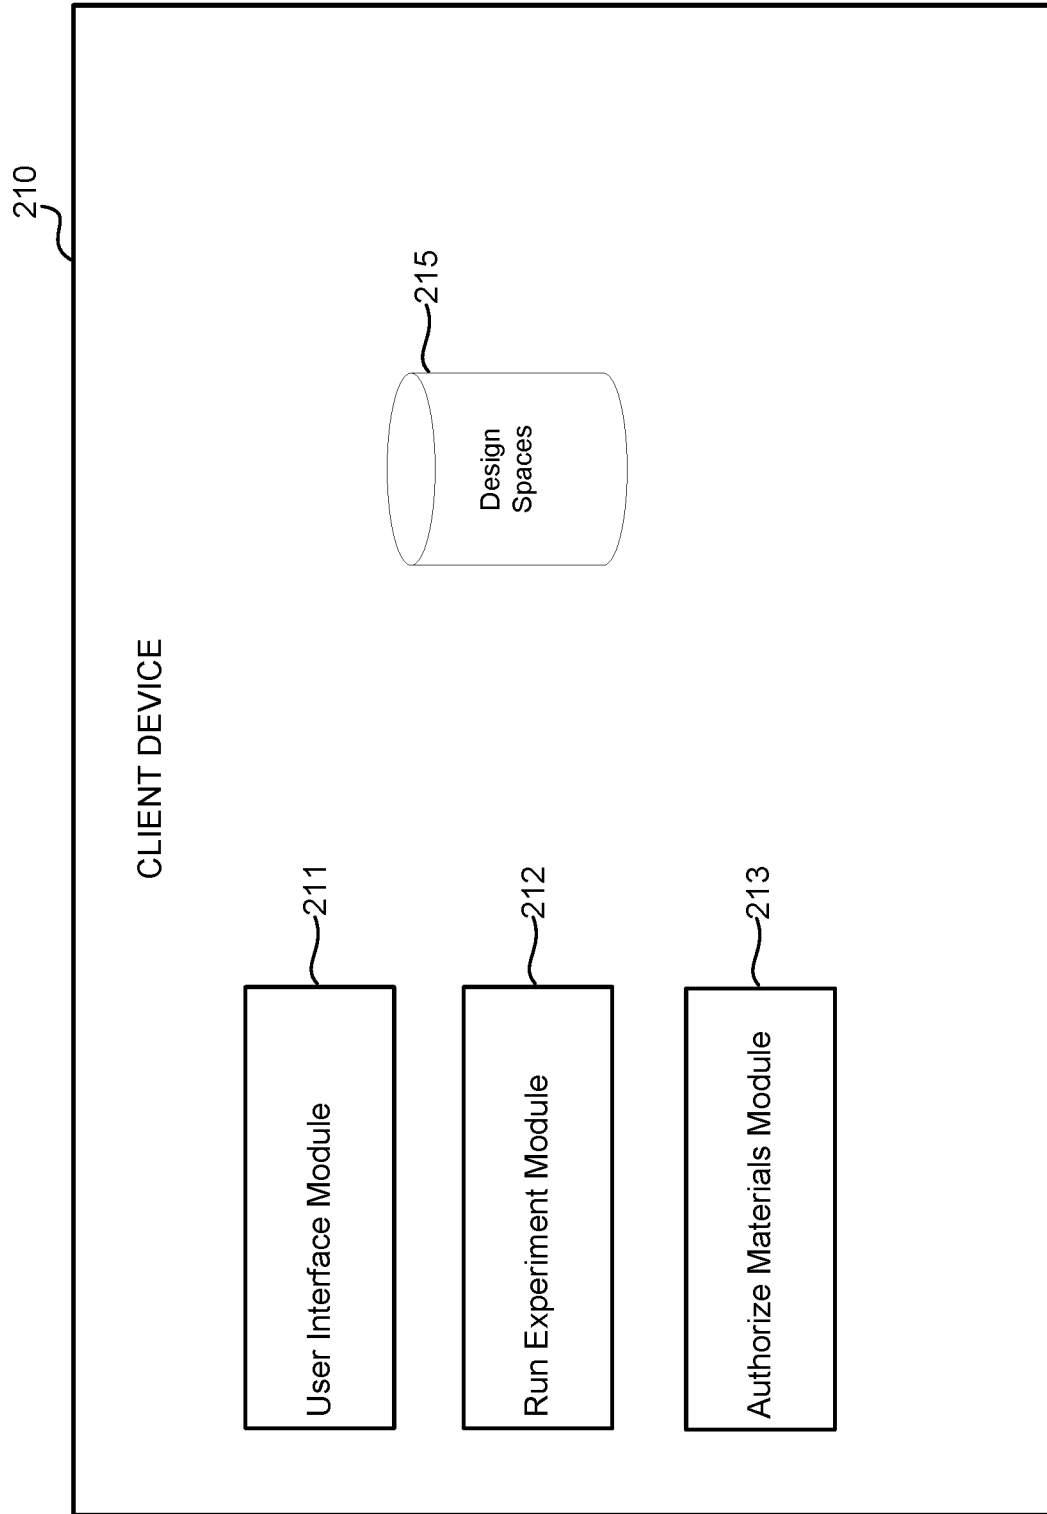 210
CLIENT DEVICE
User Interface Module
211
Run Experiment Module
212
Authorize Materials Module
213
Design
Spaces
215